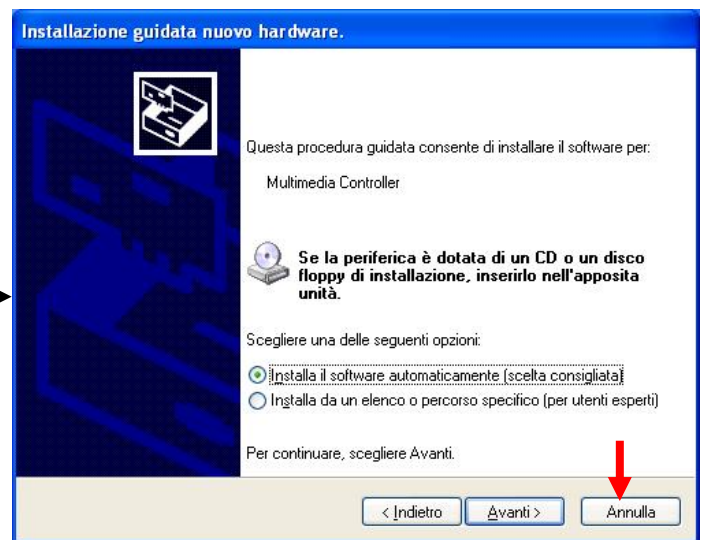 Installazione guidata nuovo hardware.
Questa procedura guidata consente di installare il software per:
Multimedia Controller
Se la periferica è dotata di un CD o un disco
floppy di installazione, inserirlo nell'apposita
unità.
Scegliere una delle seguenti opzioni:
Installa il software automaticamente (scelta consigliata)
Installa da un elenco o percorso specifico (per utenti esperti)
Per continuare, scegliere Avanti.
< Indietro Avanti > Annulla